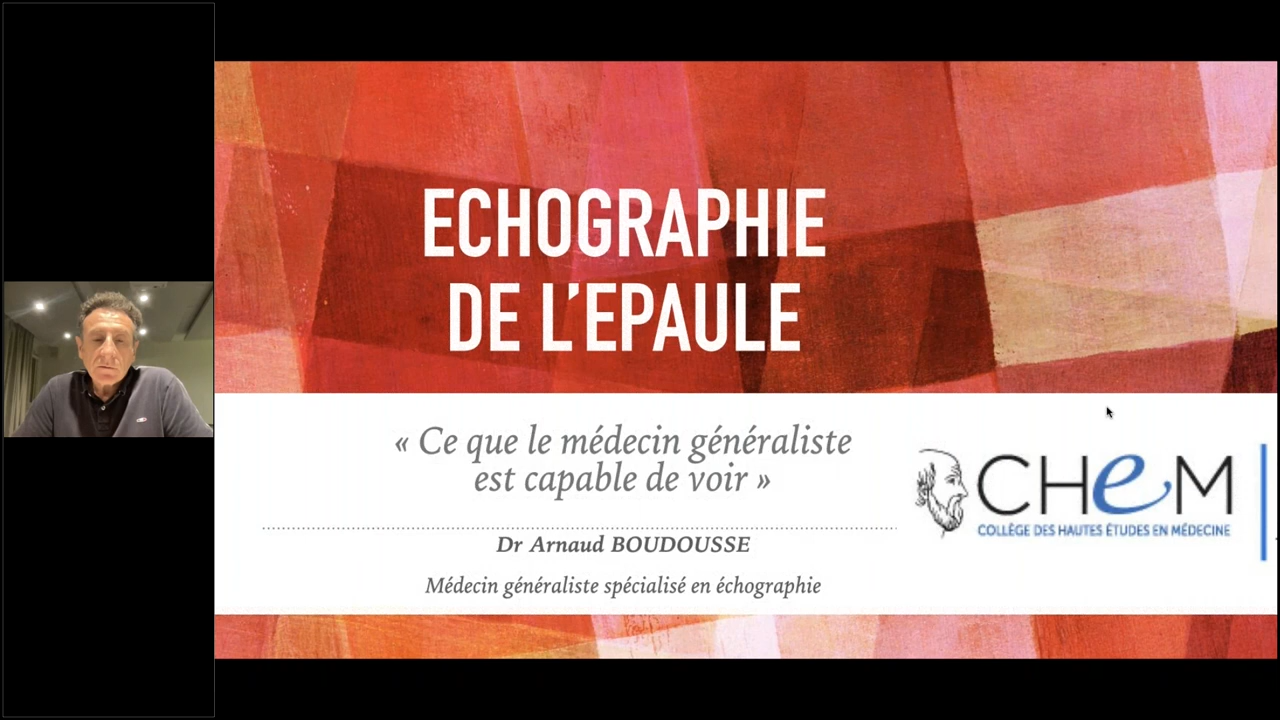 ECHOGRAPHIE
DE L'EPAULE
« Ce que le médecin généraliste
est capable de voir »
Dr Arnaud BOUDOUSSE
Médecin généraliste spécialisé en échographie
CHeM
COLLÈGE DES HAUTES ÉTUDES EN MÉDECINE